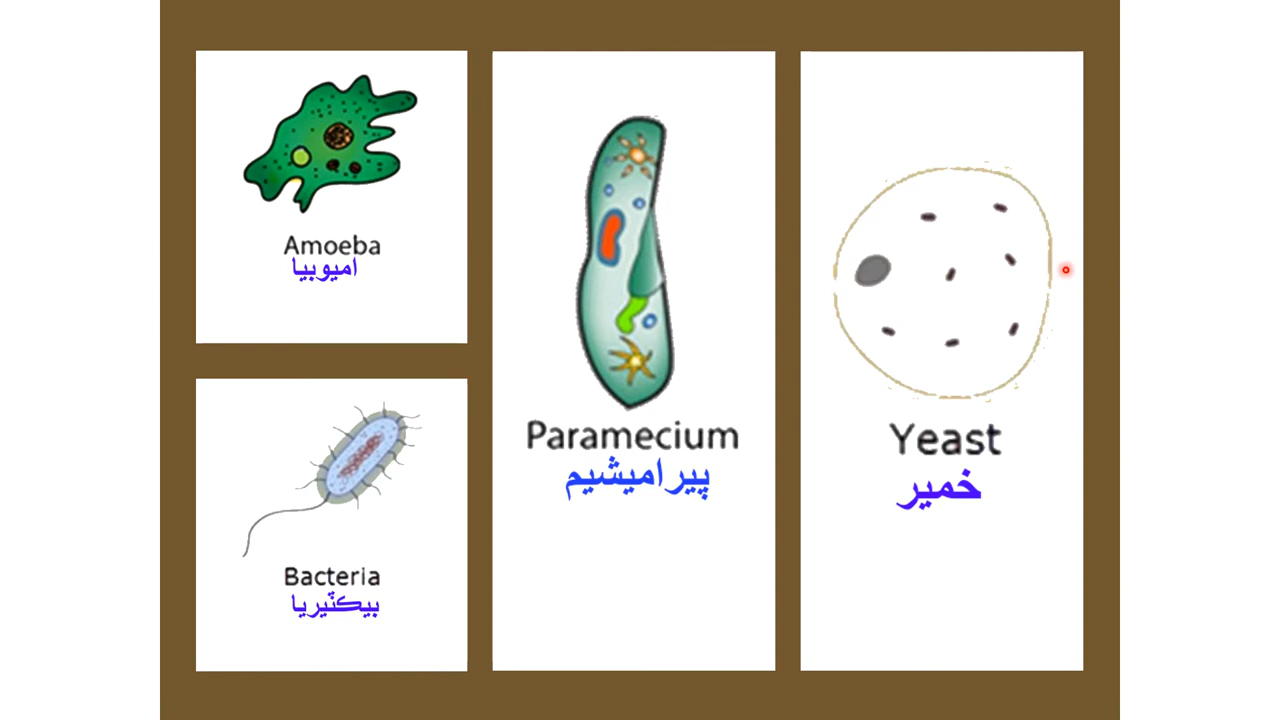 Amoeba
امیوبیا
Bacteria
بیکٹیریا
Paramecium
پیرامیشیم
Yeast
خمیر